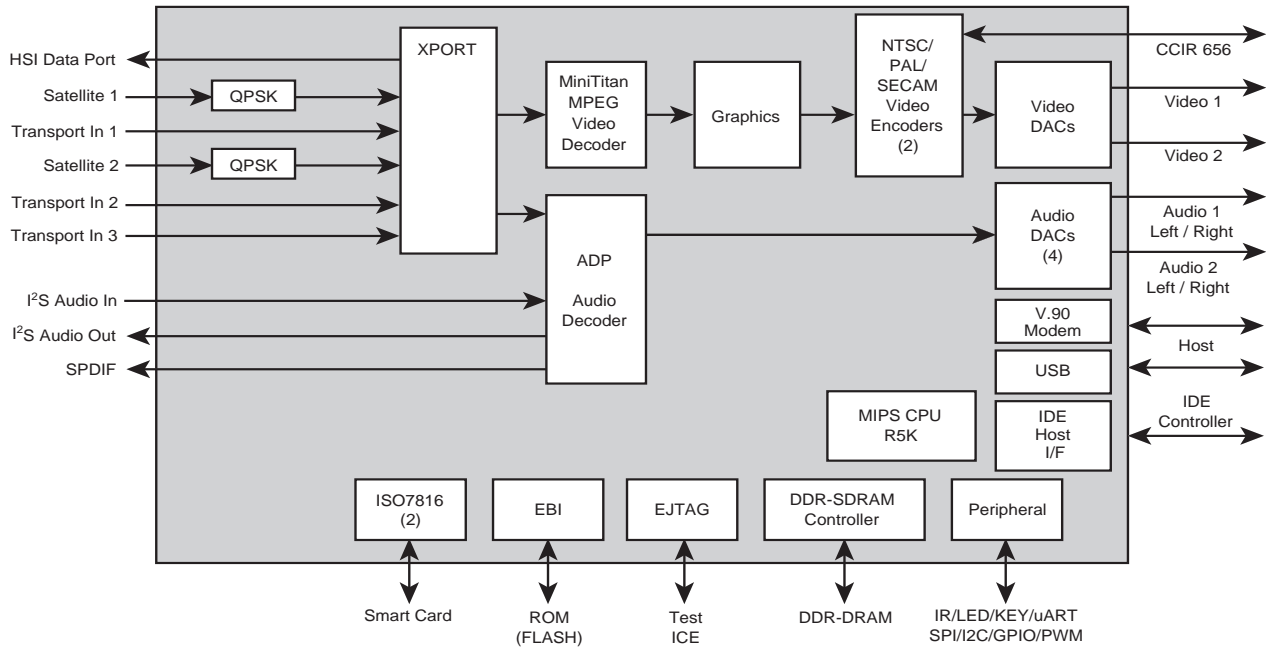 HSI Data Port
Satellite 1
Transport In 1
Satellite 2
Transport In 2
Transport In 3
I²S Audio In
I²S Audio Out
SPDIF
QPSK
QPSK
XPORT
MiniTitan
MPEG
Video
Decoder
Graphics
NTSC/
PAL/
SECAM
Video
Encoders
(2)
Video
DACs
CCIR 656
Video 1
Video 2
ADP
Audio
Decoder
Audio
DACs
(4)
Audio 1
Left / Right
Audio 2
Left / Right
V.90
Modem
USB
Host
MIPS CPU
R5K
IDE
Host
I/F
IDE
Controller
ISO7816
(2)
EBI
EJTAG
DDR-SDRAM
Controller
Peripheral
Smart Card
ROM
(FLASH)
Test
ICE
DDR-DRAM
IR/LED/KEY/uART
SPI/I2C/GPIO/PWM